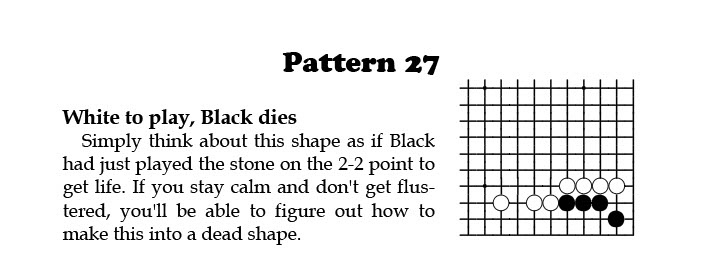 Pattern 27
White to play, Black dies
Simply think about this shape as if Black
had just played the stone on the 2-2 point to
get life. If you stay calm and don't get flus-
tered, you'll be able to figure out how to
make this into a dead shape.